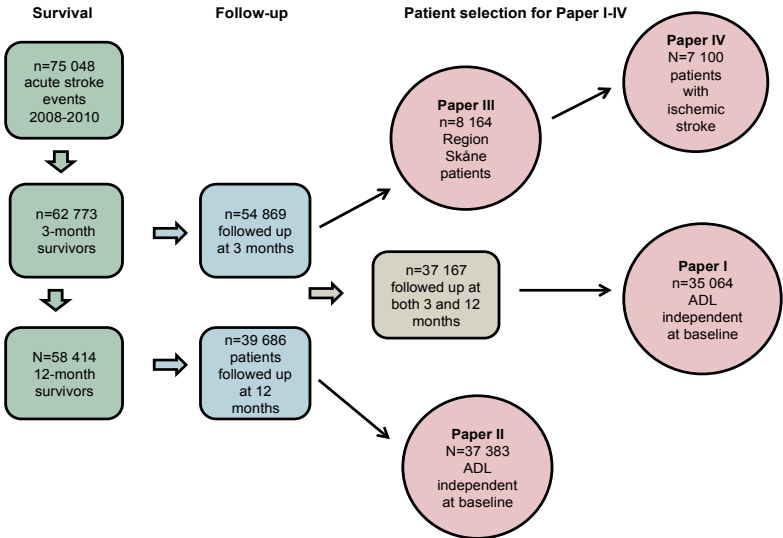 Survival
Follow-up
Patient selection for Paper I-IV
n=75 048
acute stroke
events
2008-2010
n=62 773
3-month
survivors
N=58 414
12-month
survivors
n=54 869
followed up
at 3 months
n=39 686
patients
followed up
at 12
months
n=37 167
followed up at
both 3 and 12
months
Paper III
n=8 164
Region
Skåne
patients
Paper IV
N=7 100
patients
with
ischemic
stroke
Paper I
n=35 064
ADL
independent
at baseline
Paper II
N=37 383
ADL
independent
at baseline